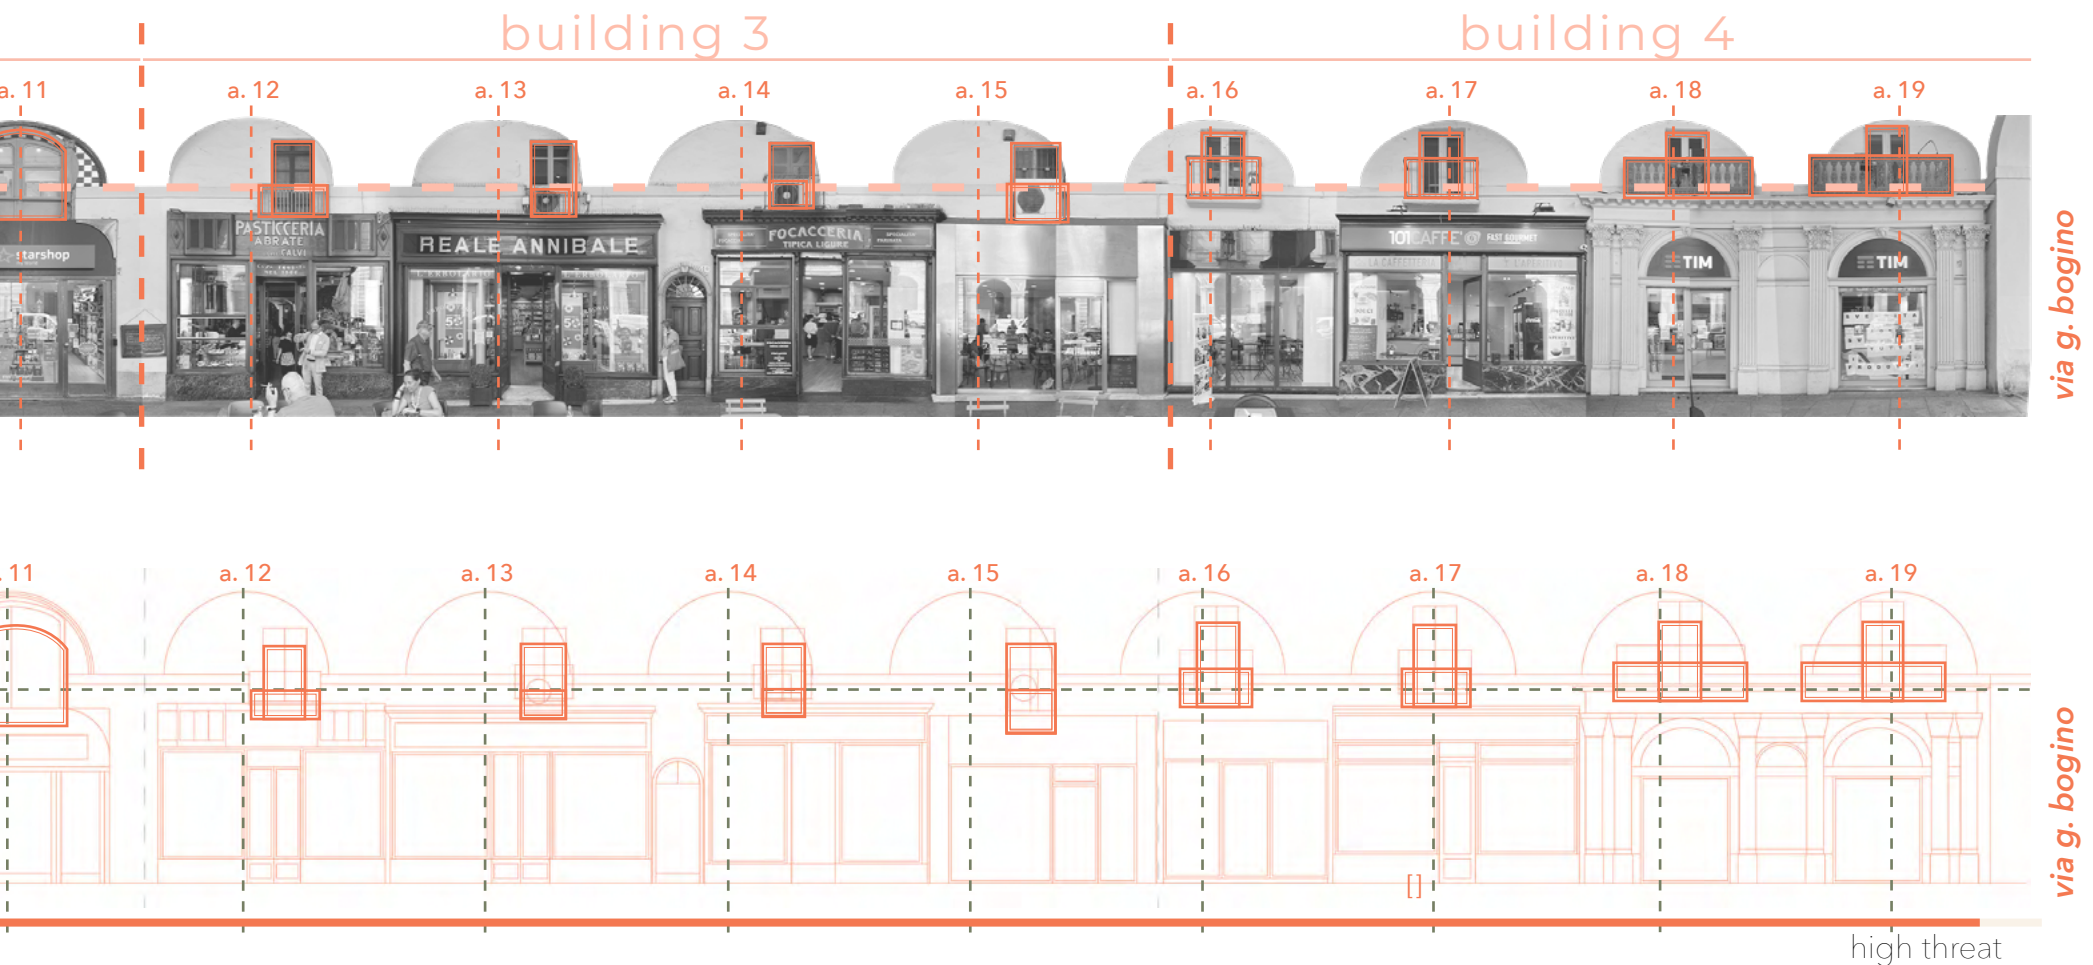 building 3
building 4
a. 11
a. 12
a. 13
a. 14
a. 15
a. 16
a. 17
a. 18
a. 19
starshop
PASTICCERIA
ABRATE
CALVI
REALE ANNIBALE
FOCACCERIA
TIPICA LIGURE
101CAFFE'
FAST GOURMET
TIM
TIM
via g. bogino
. 11
a. 12
a. 13
a. 14
a. 15
a. 16
a. 17
a. 18
a. 19
[]
via g. bogino
high threat